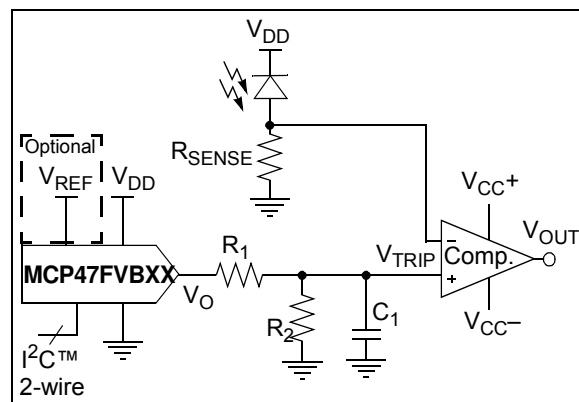 V_DD
Optional
R_SENSE
V_REF V_DD
V_CC+
V_OUT
R_1
V_TRIP
–
Comp.
MCP47FVBXX
+
V_O
R_2
C_1
V_CC–
I²C™
2-wire